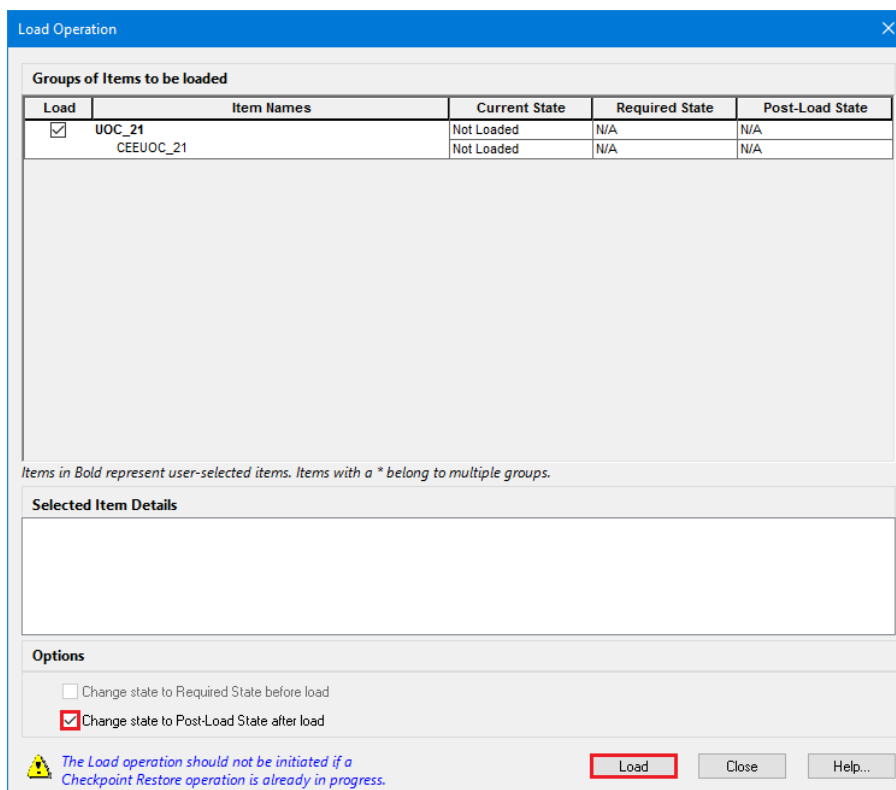 Load Operation
Groups of Items to be loaded
Load Item Names Current State Required State Post-Load State
UOC_21 Not Loaded N/A N/A
CEEUOC_21 Not Loaded N/A N/A
Items in Bold represent user-selected items. Items with a * belong to multiple groups.
Selected Item Details
Options
Change state to Required State before load
Change state to Post-Load State after load
The Load operation should not be initiated if a
Checkpoint Restore operation is already in progress.
Load Close Help...